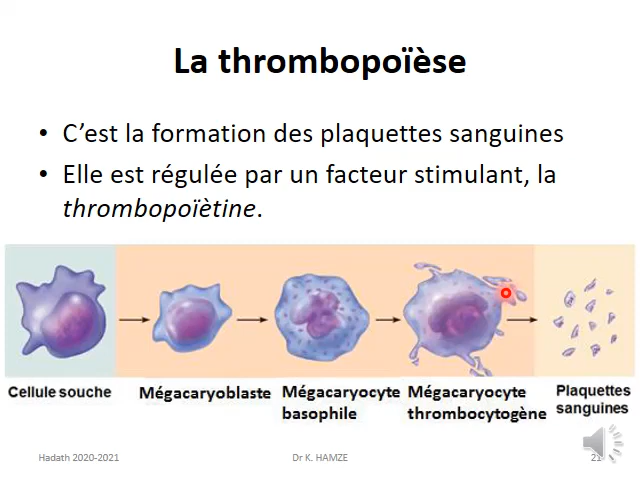 La thrombopoïèse
• C’est la formation des plaquettes sanguines
• Elle est régulée par un facteur stimulant, la
thrombopoïètine.
Cellule souche
Mégacaryoblaste
Mégacaryocyte
basophile
Mégacaryocyte
thrombocytogène
Plaquettes
sanguines
Hadath 2020-2021
Dr K. HAMZE
21